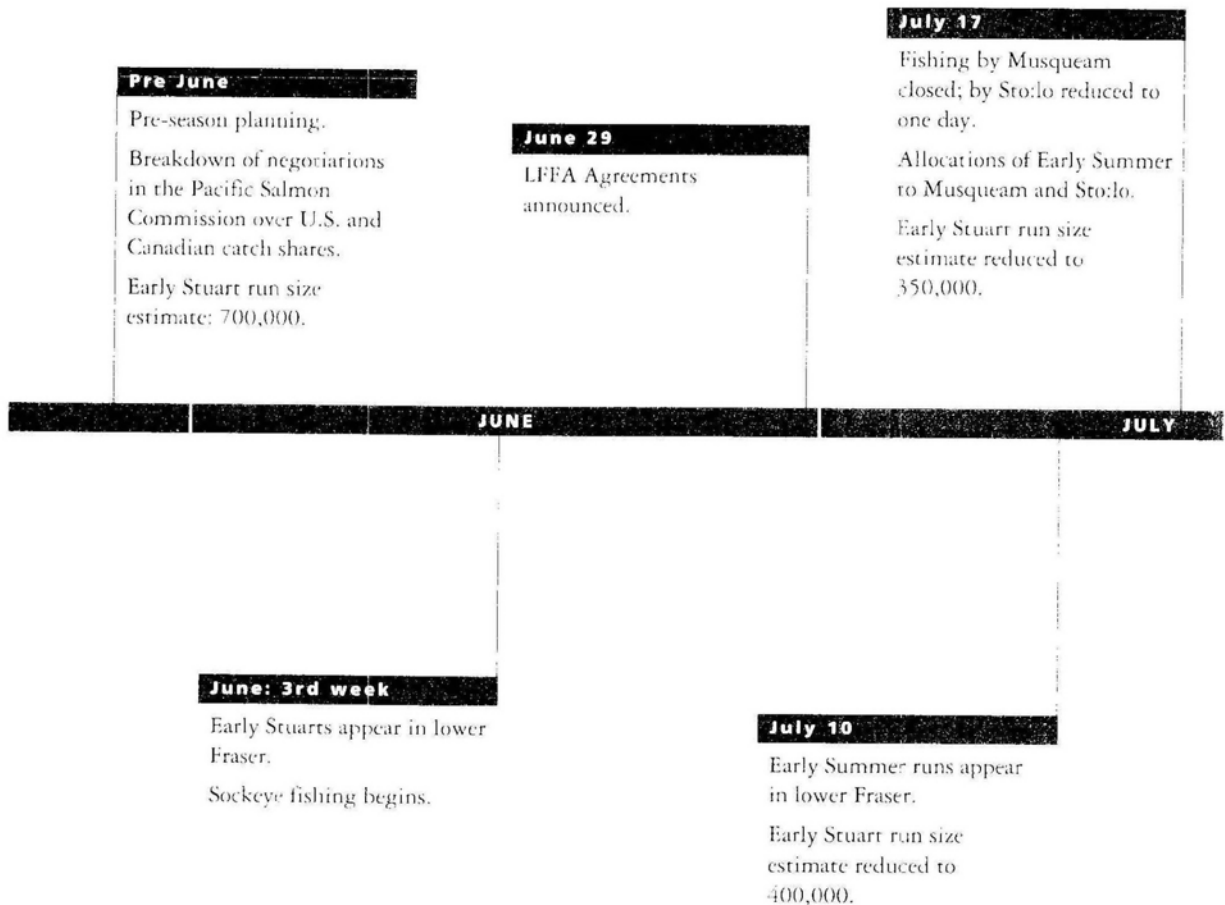 Pre June
Pre-season planning.
Breakdown of negotiations
in the Pacific Salmon
Commission over U.S. and
Canadian catch shares.
Early Stuart run size
estimate: 700,000.
June 29
LFFA Agreements
announced.
July 17
Fishing by Musqueam
closed; by Sto:lo reduced to
one day.
Allocations of Early Summer
to Musqueam and Sto:lo.
Early Stuart run size
estimate reduced to
350,000.
JUNE
JULY
June: 3rd week
Early Stuarts appear in lower
Fraser.
Sockeye fishing begins.
July 10
Early Summer runs appear
in lower Fraser.
Early Stuart run size
estimate reduced to
400,000.